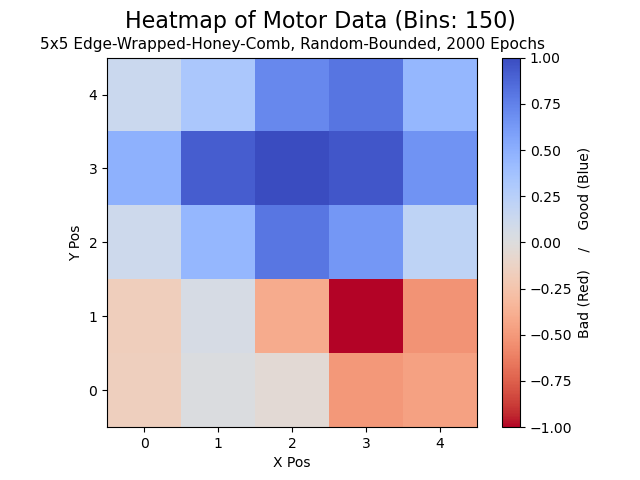 Heatmap of Motor Data (Bins: 150)
5x5 Edge-Wrapped-Honey-Comb, Random-Bounded, 2000 Epochs
4
3
2
1
0
Y Pos
0 1 2 3 4
X Pos
1.00
0.75
0.50
0.25
0.00
−0.25
−0.50
−0.75
−1.00
Bad (Red) / Good (Blue)